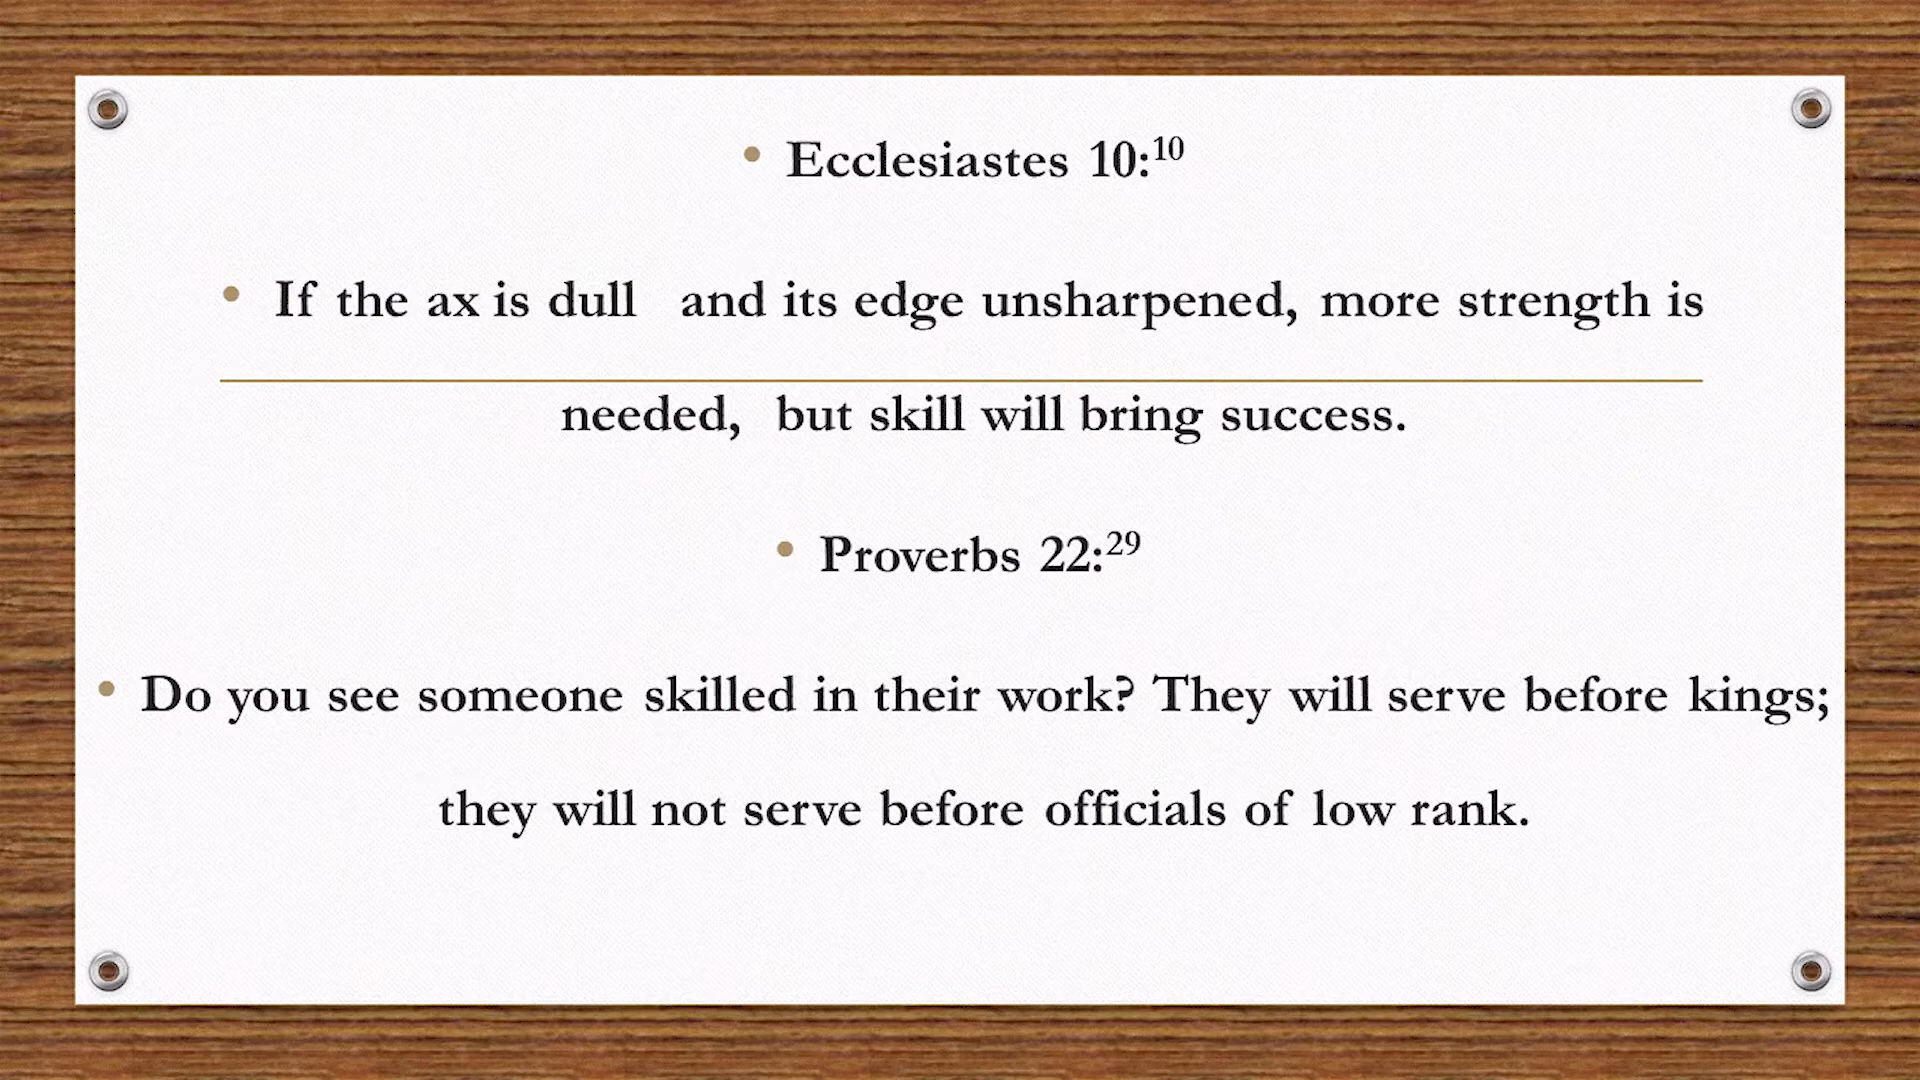 • Ecclesiastes 10:¹⁰
• If the ax is dull and its edge unsharpened, more strength is
needed, but skill will bring success.
• Proverbs 22:²⁹
• Do you see someone skilled in their work? They will serve before kings;
they will not serve before officials of low rank.